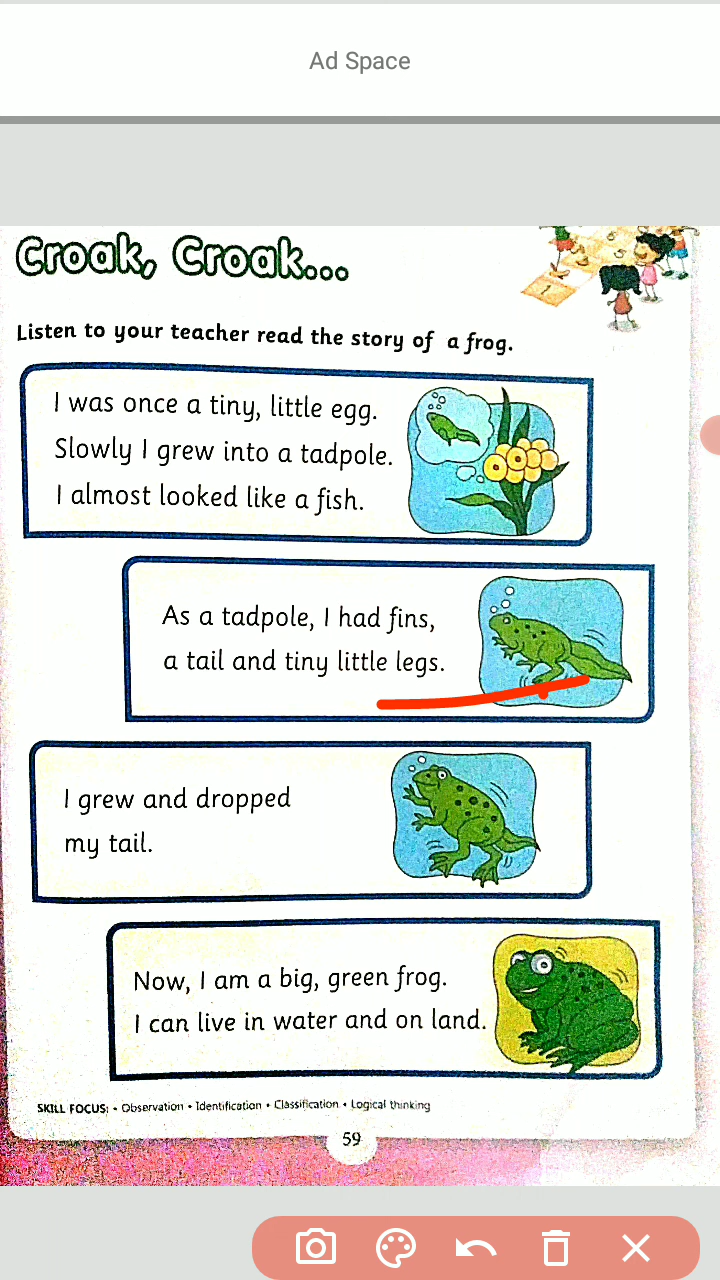 Ad Space
Croak, Croak...
Listen to your teacher read the story of a frog.
I was once a tiny, little egg.
Slowly I grew into a tadpole.
I almost looked like a fish.
As a tadpole, I had fins,
a tail and tiny little legs.
I grew and dropped
my tail.
Now, I am a big, green frog.
I can live in water and on land.
SKILL FOCUS: • Observation • Identification • Classification • Logical thinking
59